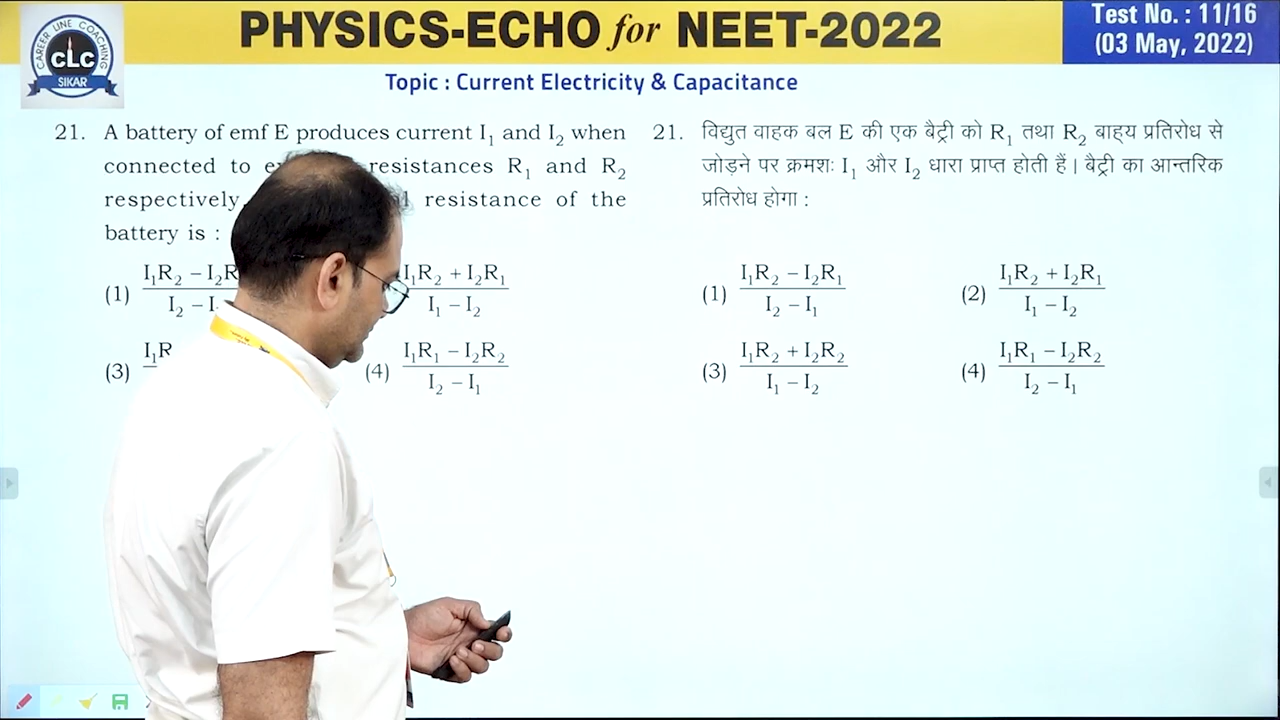 PHYSICS-ECHO for NEET-2022
Test No. : 11/16
(03 May, 2022)
CAREER LINE COACHING
CLC
SIKAR
Topic : Current Electricity & Capacitance
21. A battery of emf E produces current I₁ and I₂ when
connected to resistances R₁ and R₂
respectively. resistance of the
battery is :
(1) I₁R₂ – I₂R / I₂ – I
I₁R₂ + I₂R₁ / I₁ – I₂
(3) I₁R
(4) I₁R₁ – I₂R₂ / I₂ – I₁
21. विद्युत वाहक बल E की एक बैट्री को R₁ तथा R₂ बाह्य प्रतिरोध से
जोड़ने पर क्रमशः I₁ और I₂ धारा प्राप्त होती हैं। बैट्री का आन्तरिक
प्रतिरोध होगा :
(1) I₁R₂ – I₂R₁ / I₂ – I₁
(2) I₁R₂ + I₂R₁ / I₁ – I₂
(3) I₁R₂ + I₂R₂ / I₁ – I₂
(4) I₁R₁ – I₂R₂ / I₂ – I₁